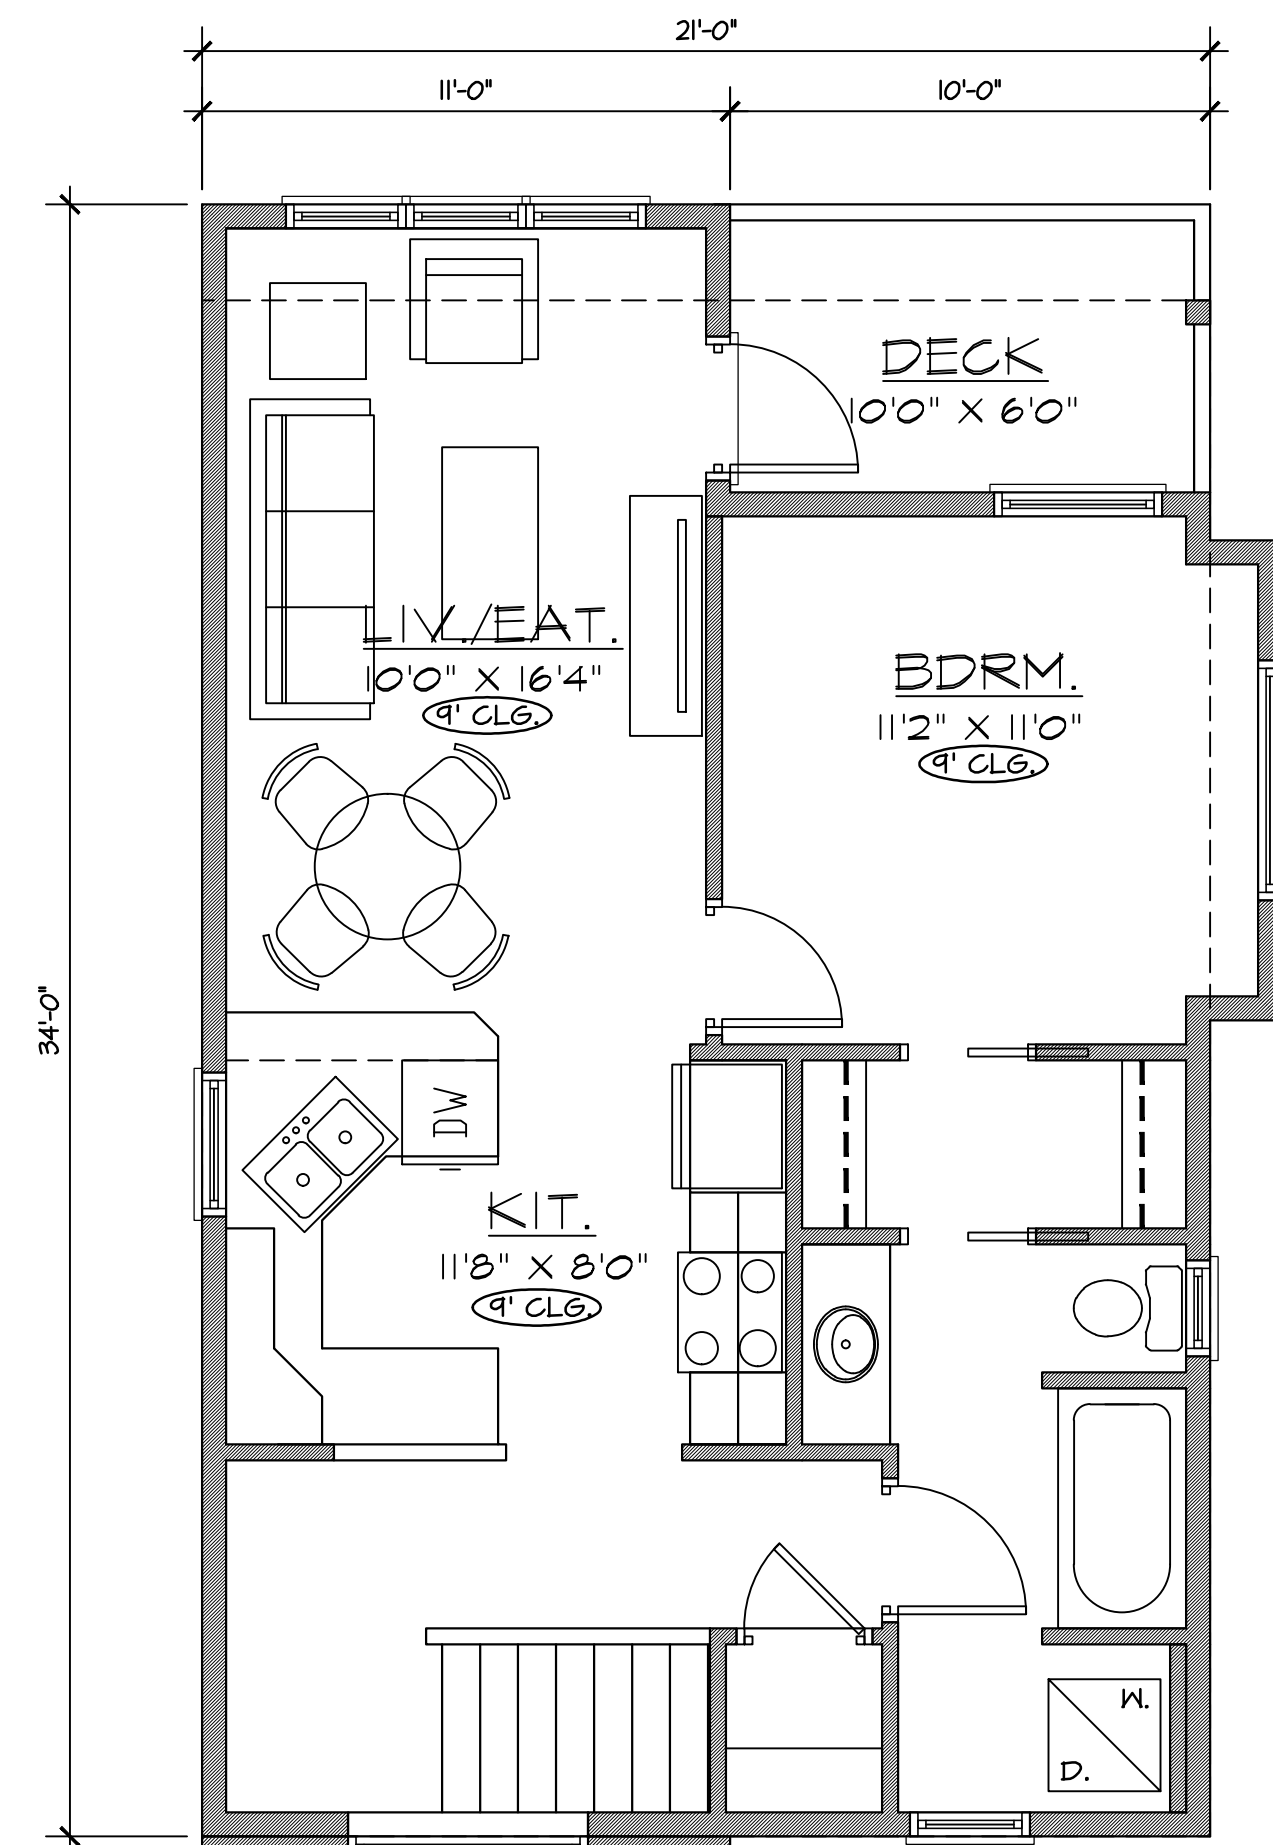 21'-0"
11'-0"
10'-0"
DECK
10'0" X 6'0"
LIV./EAT.
10'0" X 16'4"
9' CLG.
BDRM.
11'2" X 11'0"
9' CLG.
34'-0"
DW
KIT.
11'8" X 8'0"
9' CLG.
W.
D.